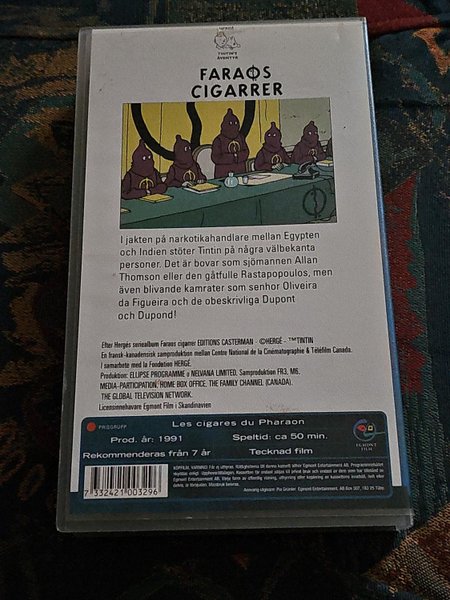 TINTIN'S
ÄVENTYR
FARAOS
CIGARRER
I jakten på narkotikahandlare mellan Egypten
och Indien stöter Tintin på några välbekanta
personer. Det är bovar som sjömannen Allan
Thomson eller den gåtfulle Rastapopoulos, men
även blivande kamrater som senhor Oliveira
da Figueira och de obeskrivliga Dupont
och Dupond!
Efter Hergés seriealbum Faraos cigarrer EDITIONS CASTERMAN - ©HERGÉ - ™TINTIN
En fransk-kanadensisk samproduktion mellan Centre National de la Cinématographie & Téléfilm Canada.
I samarbete med la Fondation HERGÉ.
Produktion: ELLIPSE PROGRAMME o NELVANA LIMITED. Samproduktion FR3, M6.
MEDIA-PARTICIPATION, HOME BOX OFFICE, THE FAMILY CHANNEL (CANADA),
THE GLOBAL TELEVISION NETWORK.
Licensinnehavare Egmont Film i Skandinavien
PRISGRUPP
Les cigares du Pharaon
Prod. år: 1991 Speltid: ca 50 min.
Rekommenderas från 7 år Tecknad film
EGMONT
FILM
7 332421 003296